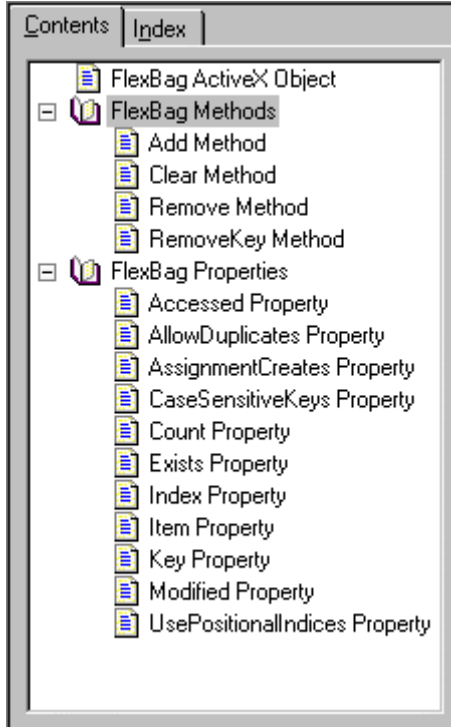 Contents Index
FlexBag ActiveX Object
FlexBag Methods
Add Method
Clear Method
Remove Method
RemoveKey Method
FlexBag Properties
Accessed Property
AllowDuplicates Property
AssignmentCreates Property
CaseSensitiveKeys Property
Count Property
Exists Property
Index Property
Item Property
Key Property
Modified Property
UsePositionalIndices Property